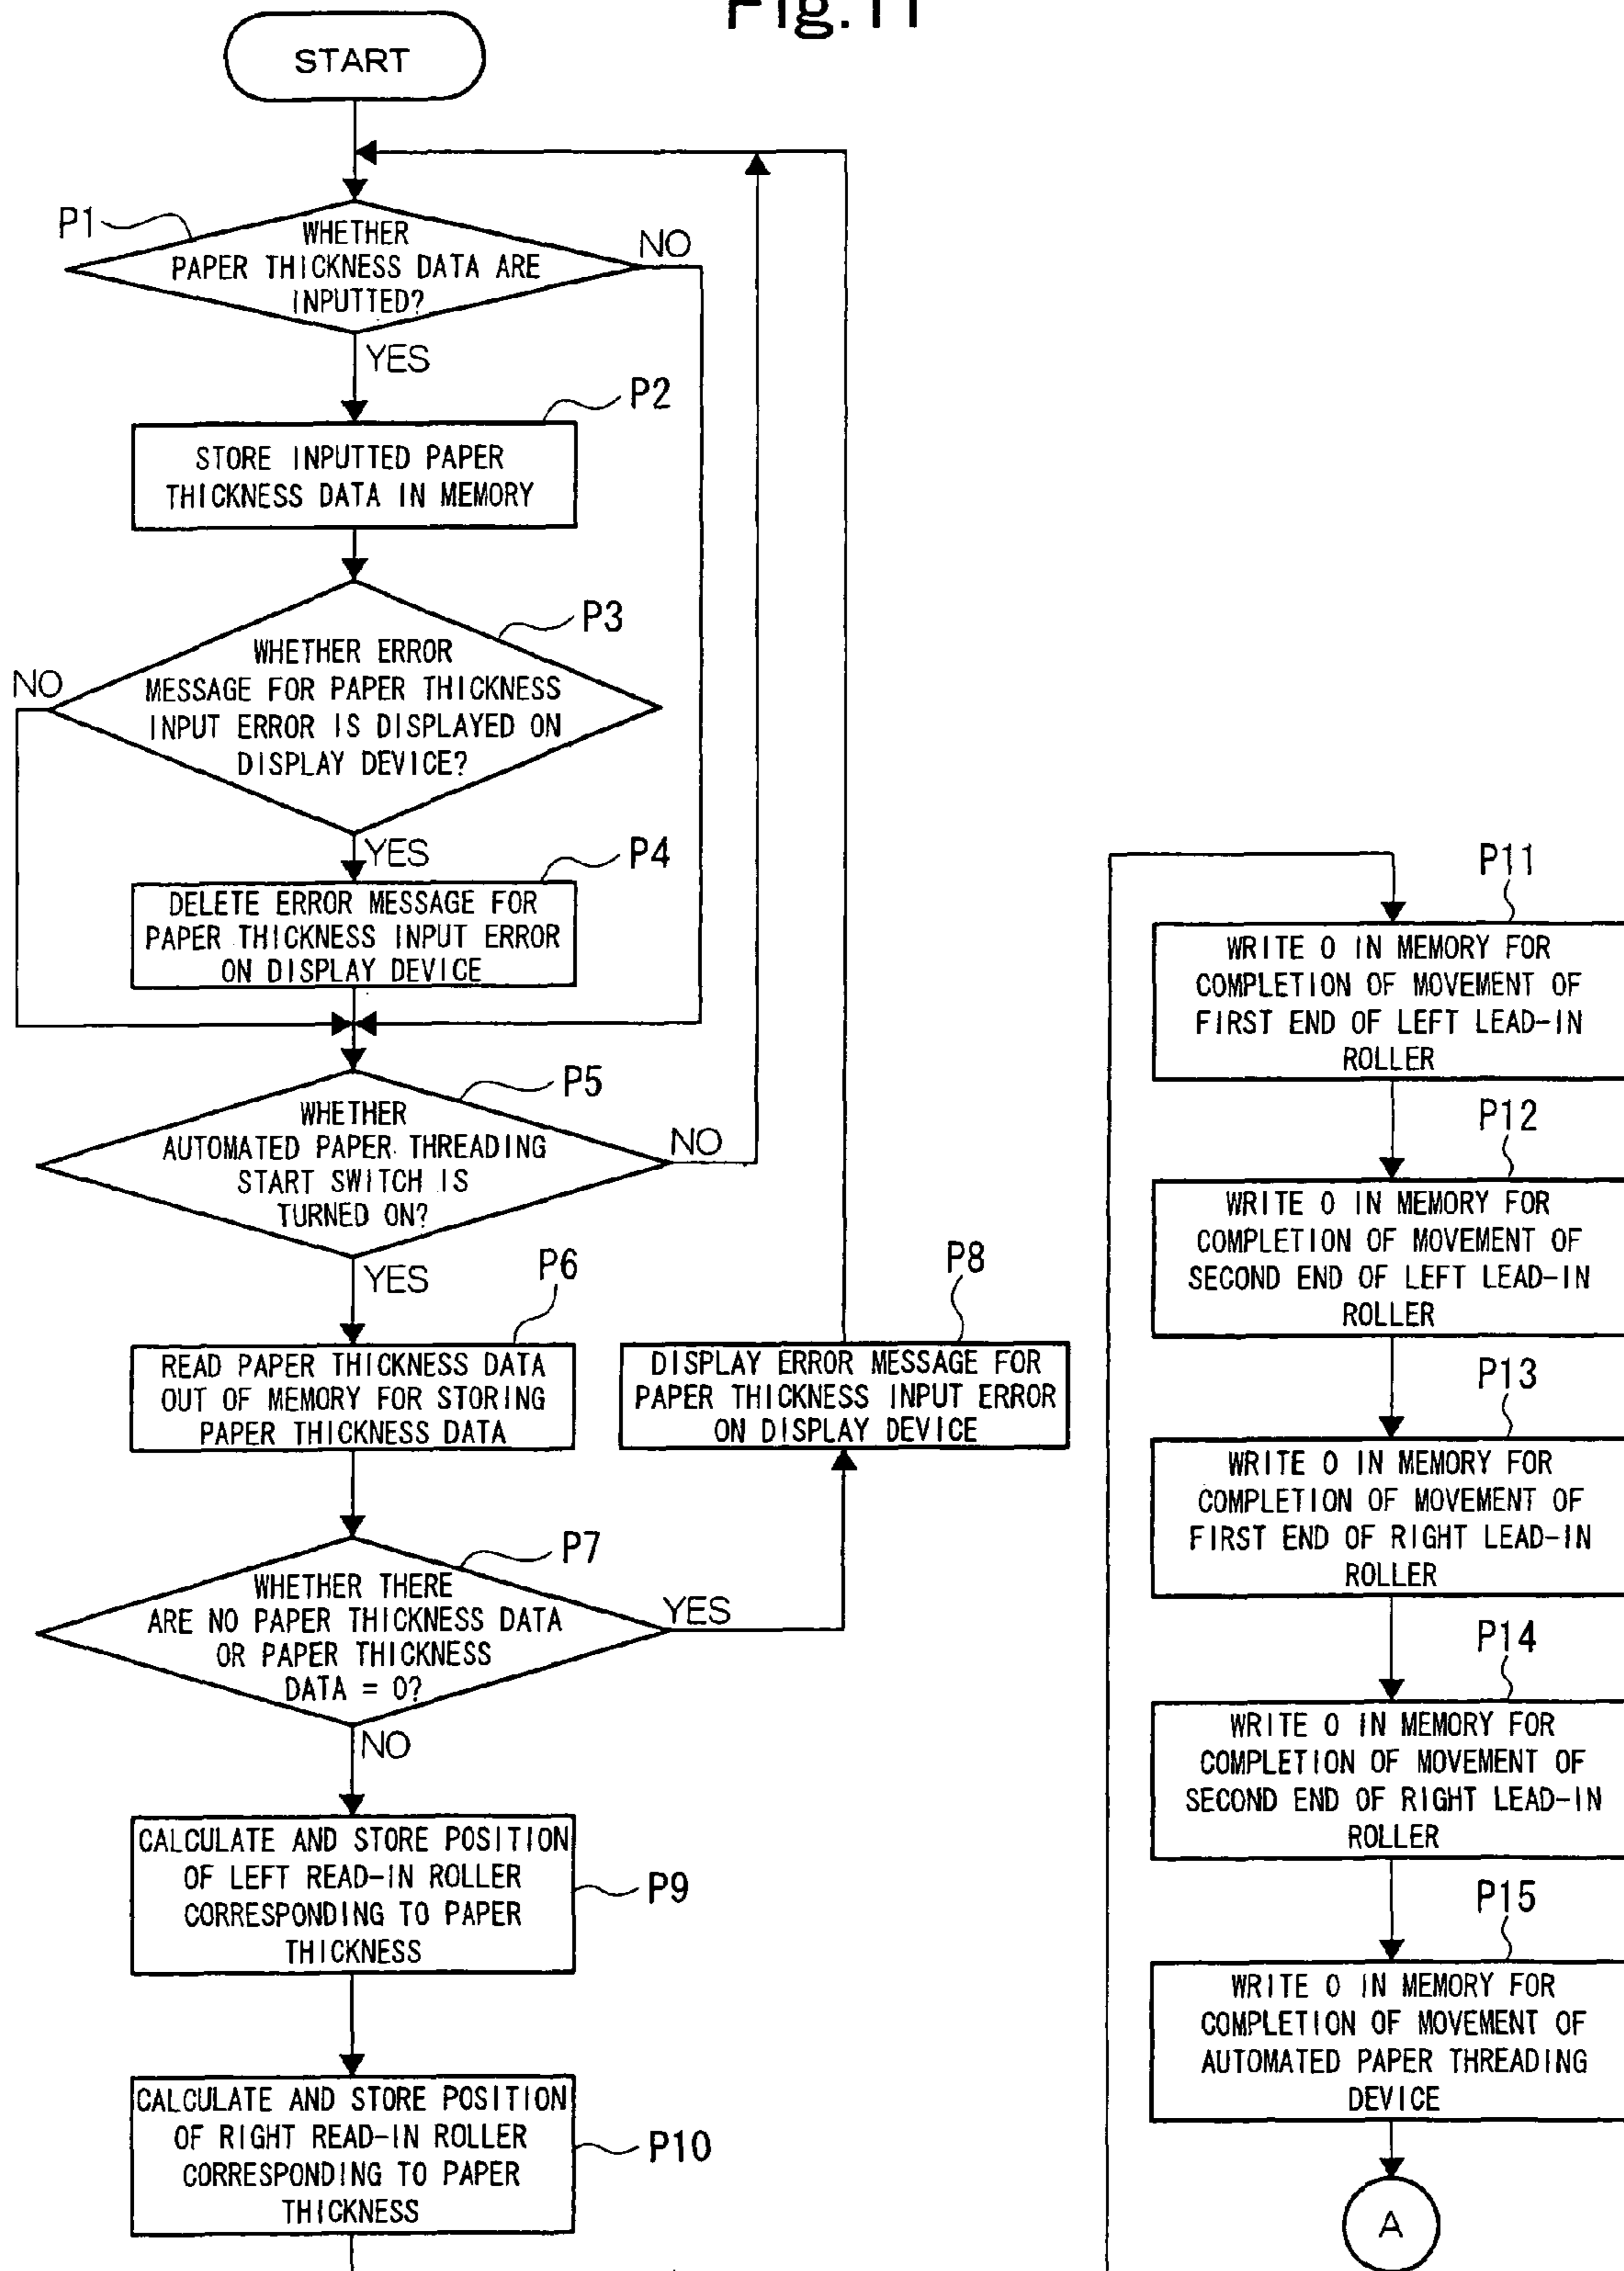 Fig.11
START
P1
WHETHER
PAPER THICKNESS DATA ARE
INPUTTED?
NO
YES
P2
STORE INPUTTED PAPER
THICKNESS DATA IN MEMORY
P3
WHETHER ERROR
MESSAGE FOR PAPER THICKNESS
INPUT ERROR IS DISPLAYED ON
DISPLAY DEVICE?
NO
YES
P4
DELETE ERROR MESSAGE FOR
PAPER THICKNESS INPUT ERROR
ON DISPLAY DEVICE
P5
WHETHER
AUTOMATED PAPER THREADING
START SWITCH IS
TURNED ON?
NO
YES
P6
READ PAPER THICKNESS DATA
OUT OF MEMORY FOR STORING
PAPER THICKNESS DATA
P8
DISPLAY ERROR MESSAGE FOR
PAPER THICKNESS INPUT ERROR
ON DISPLAY DEVICE
P7
WHETHER THERE
ARE NO PAPER THICKNESS DATA
OR PAPER THICKNESS
DATA = 0?
YES
NO
CALCULATE AND STORE POSITION
OF LEFT READ-IN ROLLER
CORRESPONDING TO PAPER
THICKNESS
P9
CALCULATE AND STORE POSITION
OF RIGHT READ-IN ROLLER
CORRESPONDING TO PAPER
THICKNESS
P10
P11
WRITE 0 IN MEMORY FOR
COMPLETION OF MOVEMENT OF
FIRST END OF LEFT LEAD-IN
ROLLER
P12
WRITE 0 IN MEMORY FOR
COMPLETION OF MOVEMENT OF
SECOND END OF LEFT LEAD-IN
ROLLER
P13
WRITE 0 IN MEMORY FOR
COMPLETION OF MOVEMENT OF
FIRST END OF RIGHT LEAD-IN
ROLLER
P14
WRITE 0 IN MEMORY FOR
COMPLETION OF MOVEMENT OF
SECOND END OF RIGHT LEAD-IN
ROLLER
P15
WRITE 0 IN MEMORY FOR
COMPLETION OF MOVEMENT OF
AUTOMATED PAPER THREADING
DEVICE
A